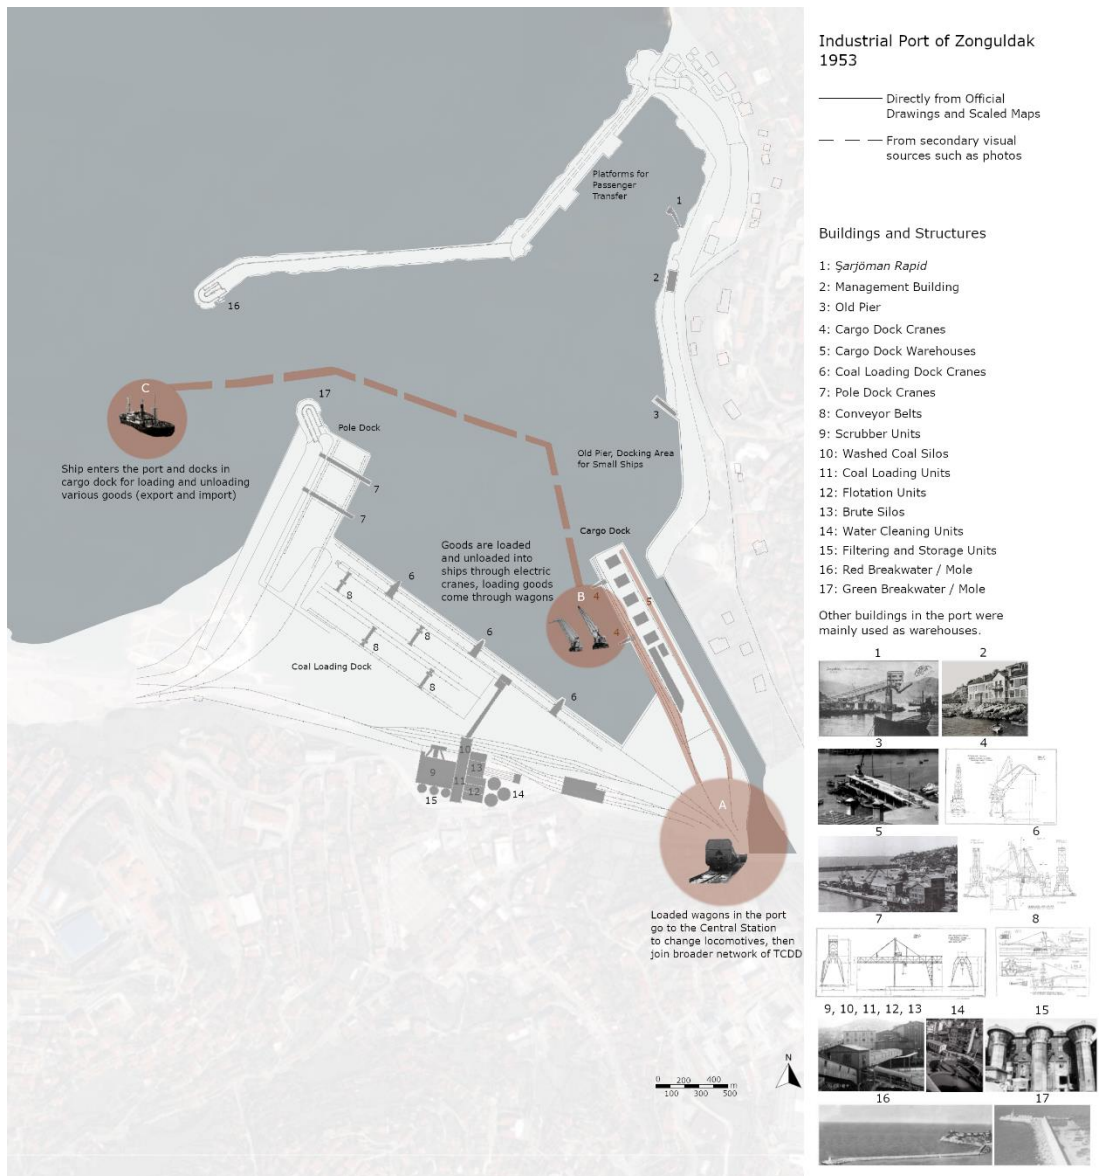 Industrial Port of Zonguldak
1953
Directly from Official
Drawings and Scaled Maps
From secondary visual
sources such as photos
Buildings and Structures
1: Şarjöman Rapid
2: Management Building
3: Old Pier
4: Cargo Dock Cranes
5: Cargo Dock Warehouses
6: Coal Loading Dock Cranes
7: Pole Dock Cranes
8: Conveyor Belts
9: Scrubber Units
10: Washed Coal Silos
11: Coal Loading Units
12: Flotation Units
13: Brute Silos
14: Water Cleaning Units
15: Filtering and Storage Units
16: Red Breakwater / Mole
17: Green Breakwater / Mole
Other buildings in the port were
mainly used as warehouses.
1
2
3
4
5
6
7
8
9, 10, 11, 12, 13
14
15
16
17
Platforms for
Passenger
Transfer
1
2
16
C
17
Pole Dock
3
Ship enters the port and docks in
cargo dock for loading and unloading
various goods (export and import)
Old Pier, Docking Area
for Small Ships
7
7
Cargo Dock
Goods are loaded
and unloaded into
ships through electric
cranes, loading goods
come through wagons
6
B
4
5
4
8
8
6
8
Coal Loading Dock
8
6
10
9
13
11
12
14
15
A
Loaded wagons in the port
go to the Central Station
to change locomotives, then
join broader network of TCDD
N
0 200 400
m
100 300 500